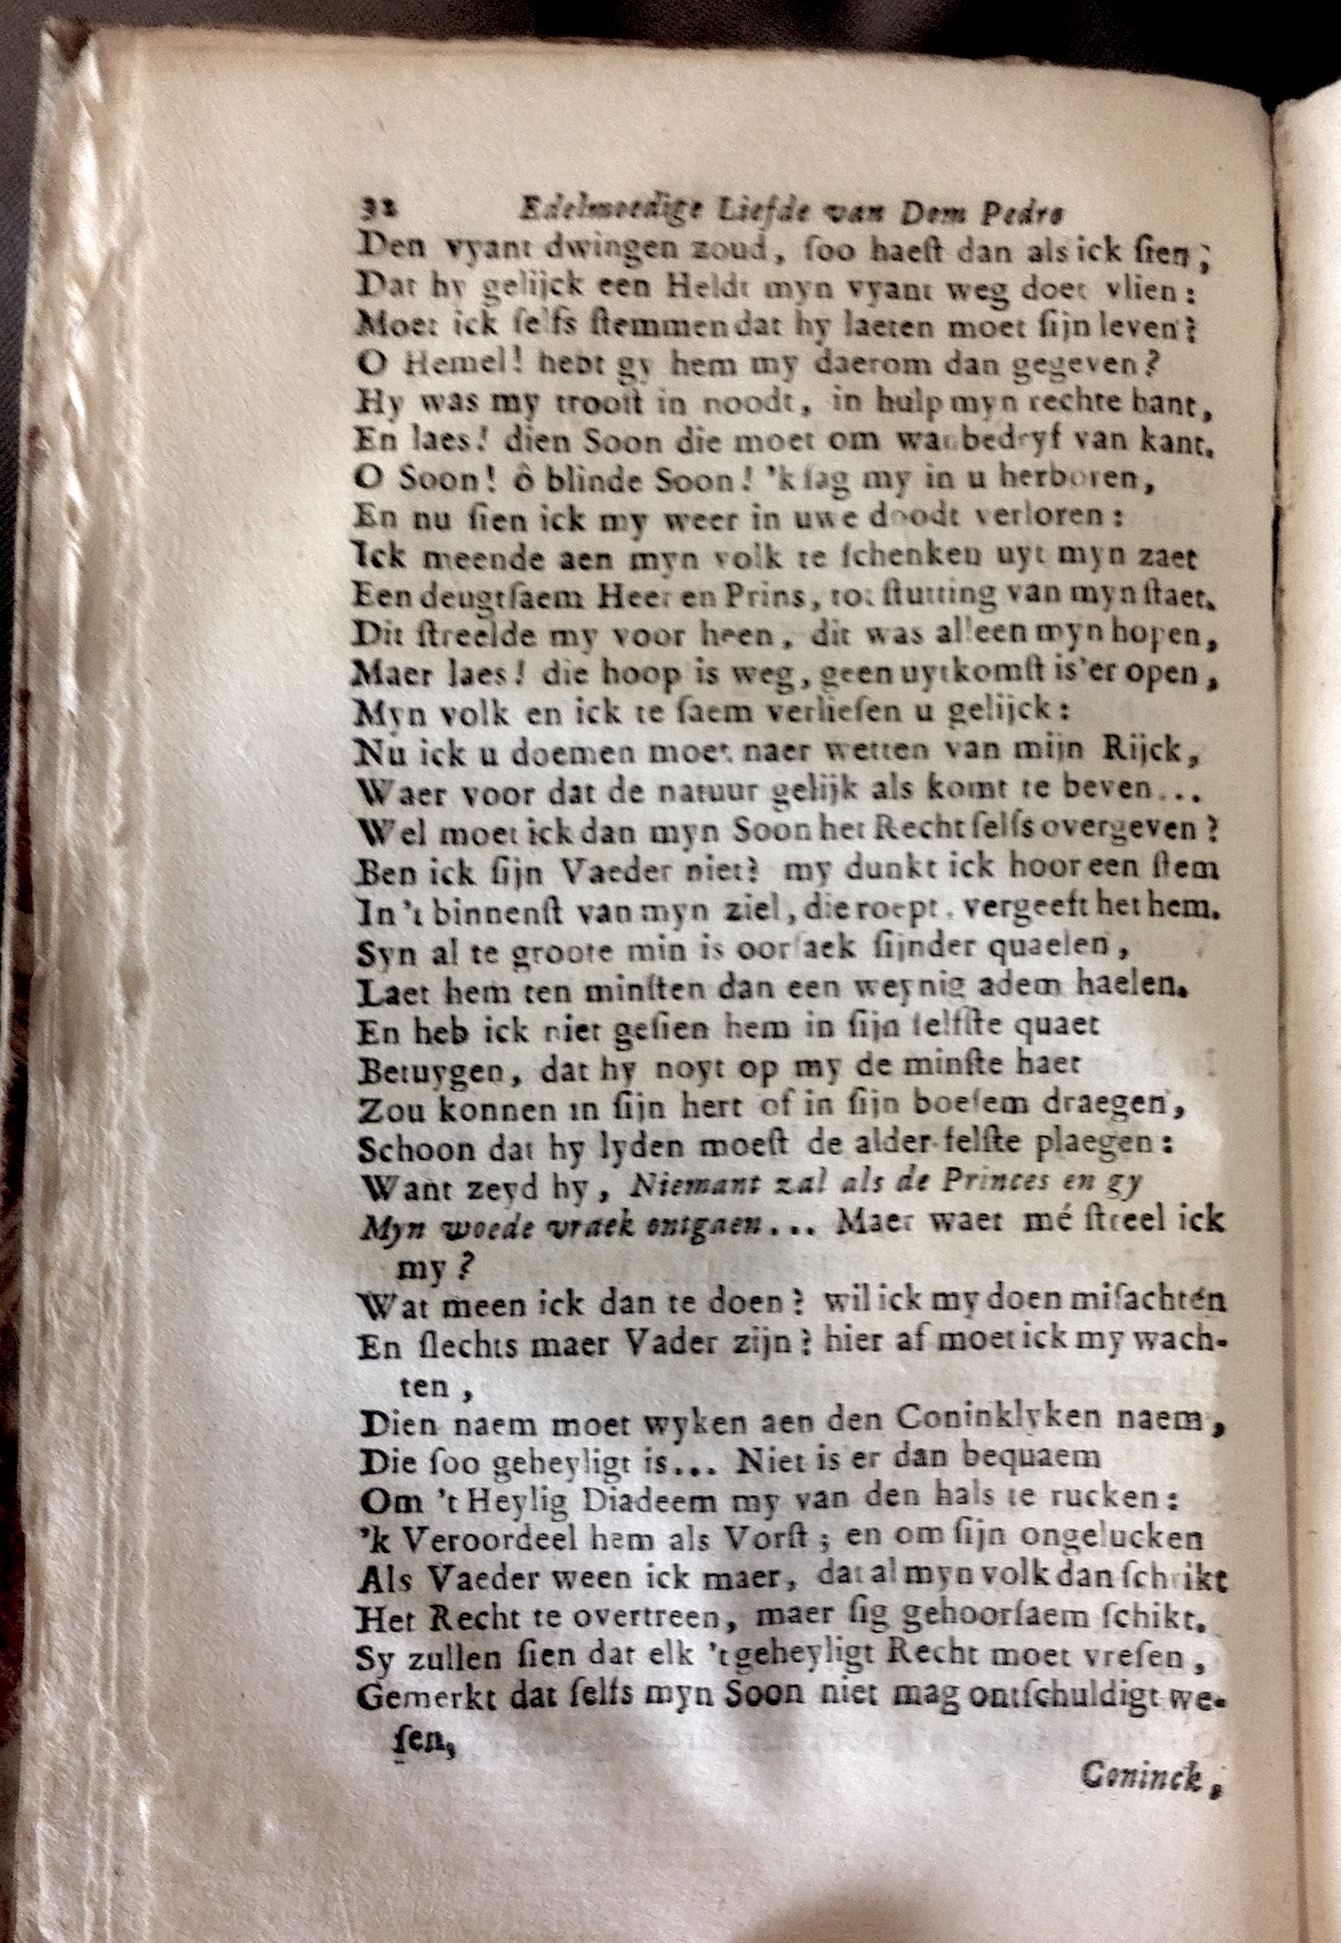 32 Edelmoedige Liefde van Dom Pedro
Den vyant dwingen zoud, ſoo haeſt dan als ick ſien;
Dat hy gelijck een Heldt myn vyant weg doet vlien:
Moet ick ſelfs ſtemmen dat hy laeten moet ſijn leven?
O Hemel! hebt gy hem my daerom dan gegeven?
Hy was my trooſt in noodt, in hulp myn rechte hant,
En laes! dien Soon die moet om wanbedryf van kant.
O Soon! ô blinde Soon! 'k ſag my in u herboren,
En nu ſien ick my weer in uwe doodt verloren:
Ick meende aen myn volk te ſchenken uyt myn zaet
Een deugtſaem Heer en Prins, tot ſtutting van myn ſtaet.
Dit ſtreelde my voor heen, dit was alleen myn hopen,
Maer laes! die hoop is weg, geen uytkomſt is'er open,
Myn volk en ick te ſaem verlieſen u gelijck:
Nu ick u doemen moet naer wetten van mijn Rijck,
Waer voor dat de natuur gelijk als komt te beven...
Wel moet ick dan myn Soon het Recht ſelfs overgeven?
Ben ick ſijn Vaeder niet? my dunkt ick hoor een ſtem
In 't binnenſt van myn ziel, die roept, vergeeft het hem.
Syn al te groote min is oorſaek ſijnder quaelen,
Laet hem ten minſten dan een weynig adem haelen.
En heb ick niet geſien hem in ſijn ſelfſte quaet
Betuygen, dat hy noyt op my de minſte haet
Zou konnen in ſijn hert of in ſijn boeſem draegen,
Schoon dat hy lyden moeſt de alder-felſte plaegen:
Want zeyd hy, Niemant zal als de Princes en gy
Myn woede vraek ontgaen... Maer waer mé ſtreel ick
my?
Wat meen ick dan te doen? wil ick my doen miſachten
En ſlechts maer Vader zijn? hier af moet ick my wach-
ten,
Dien naem moet wyken aen den Coninklyken naem,
Die ſoo geheyligt is... Niet is er dan bequaem
Om 't Heylig Diadeem my van den hals te rucken:
'k Veroordeel hem als Vorſt; en om ſijn ongelucken
Als Vaeder ween ick maer, dat al myn volk dan ſchrikt
Het Recht te overtreen, maer ſig gehoorſaem ſchikt.
Sy zullen ſien dat elk 't geheyligt Recht moet vreſen,
Gemerkt dat ſelfs myn Soon niet mag ontſchuldigt we-
ſen,
Coninck,